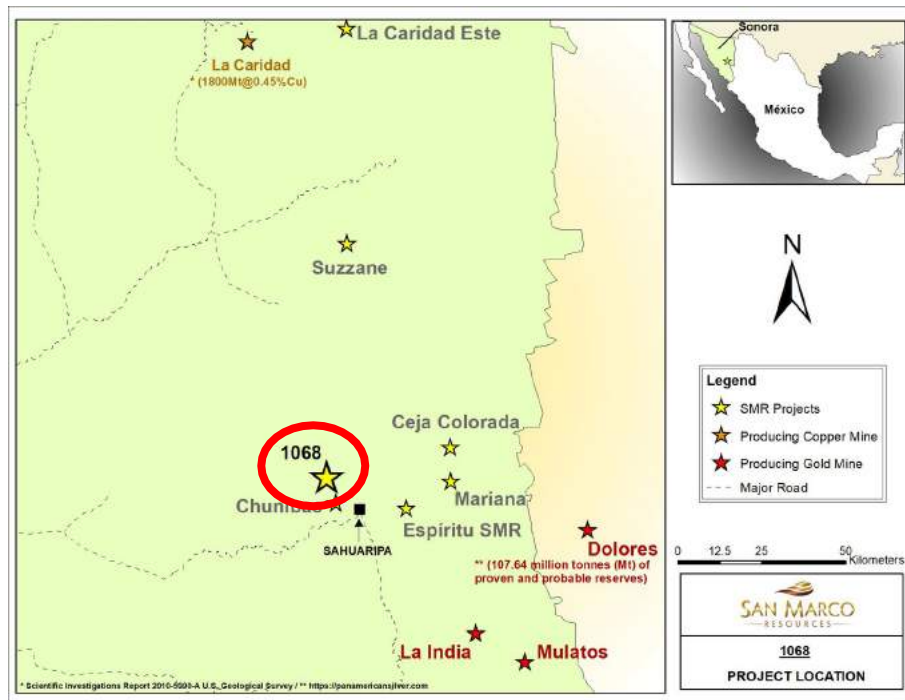 La Caridad Este
La Caridad
* (1800Mt@0.45%Cu)
Suzzane
Ceja Colorada
1068
Mariana
Chunibas
Espíritu SMR
SAHUARIPA
Dolores
** (107.64 million tonnes (Mt) of
proven and probable reserves)
La India
Mulatos
* Scientific Investigations Report 2010-5090-A U.S. Geological Survey / ** https://panamericansilver.com
Sonora
México
N
Legend
SMR Projects
Producing Copper Mine
Producing Gold Mine
Major Road
0 12.5 25 50
Kilometers
SAN MARCO
RESOURCES
1068
PROJECT LOCATION